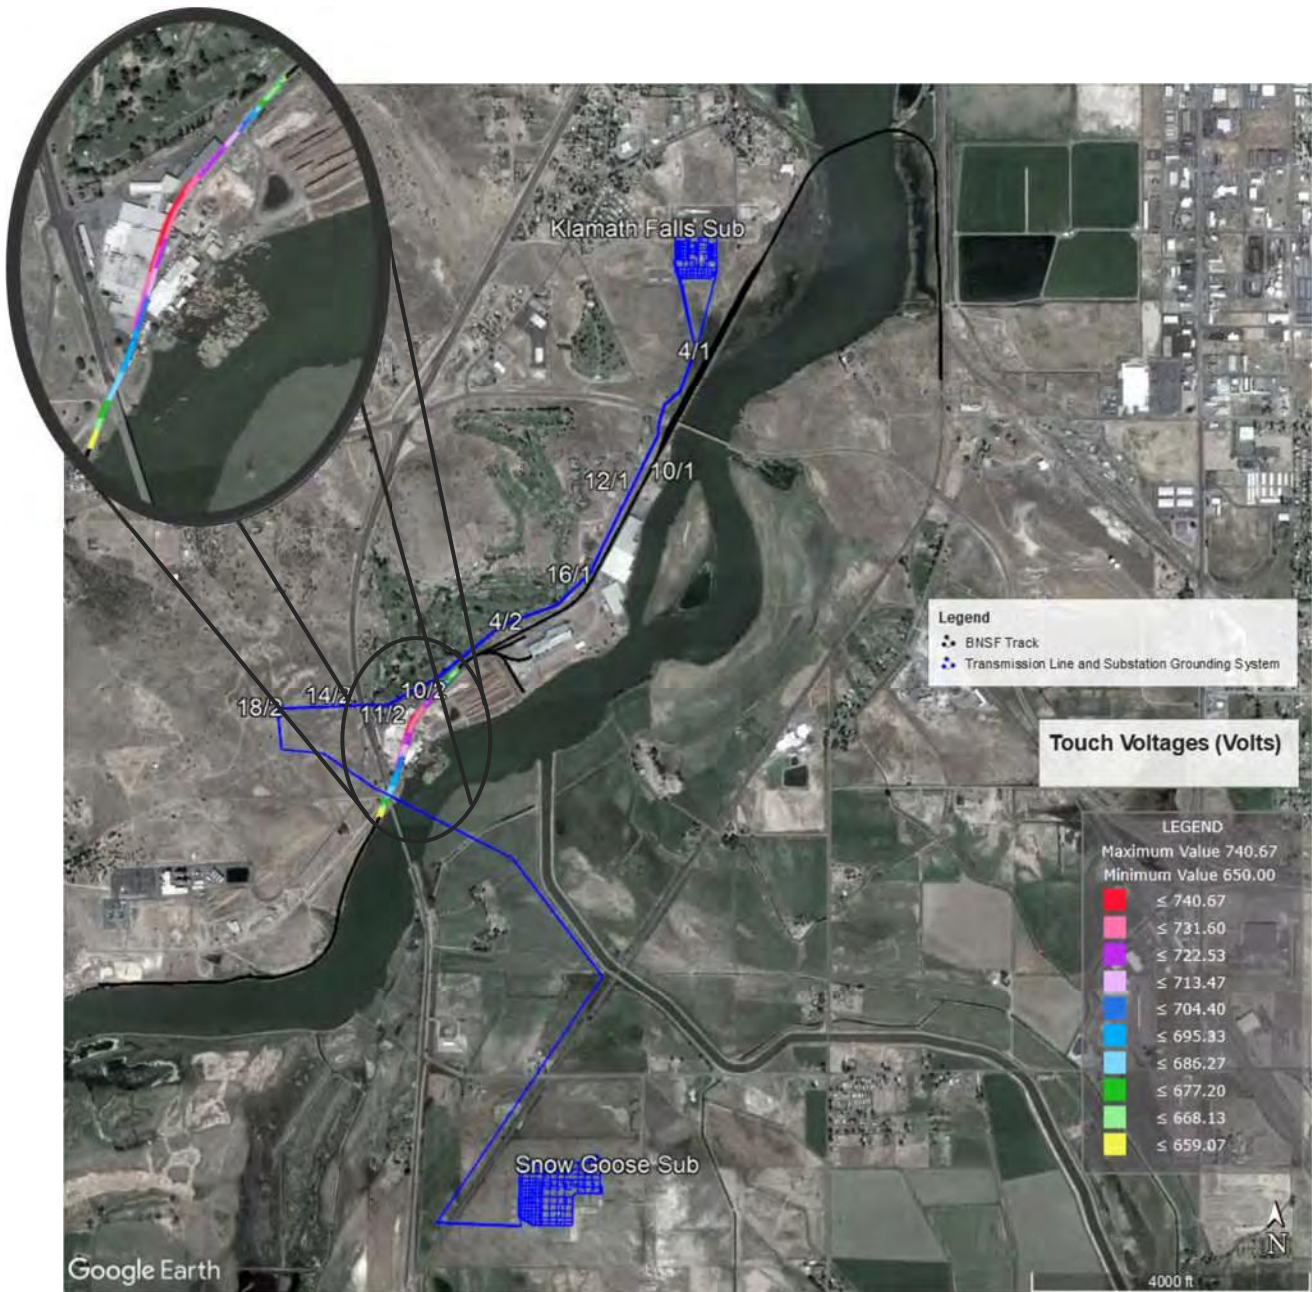 Klamath Falls Sub
4/1
12/1
10/1
16/1
4/2
10/2
14/2
11/2
18/2
Legend
BNSF Track
Transmission Line and Substation Grounding System
Touch Voltages (Volts)
LEGEND
Maximum Value 740.67
Minimum Value 650.00
≤ 740.67
≤ 731.60
≤ 722.53
≤ 713.47
≤ 704.40
≤ 695.33
≤ 686.27
≤ 677.20
≤ 668.13
≤ 659.07
Snow Goose Sub
N
Google Earth
4000 ft